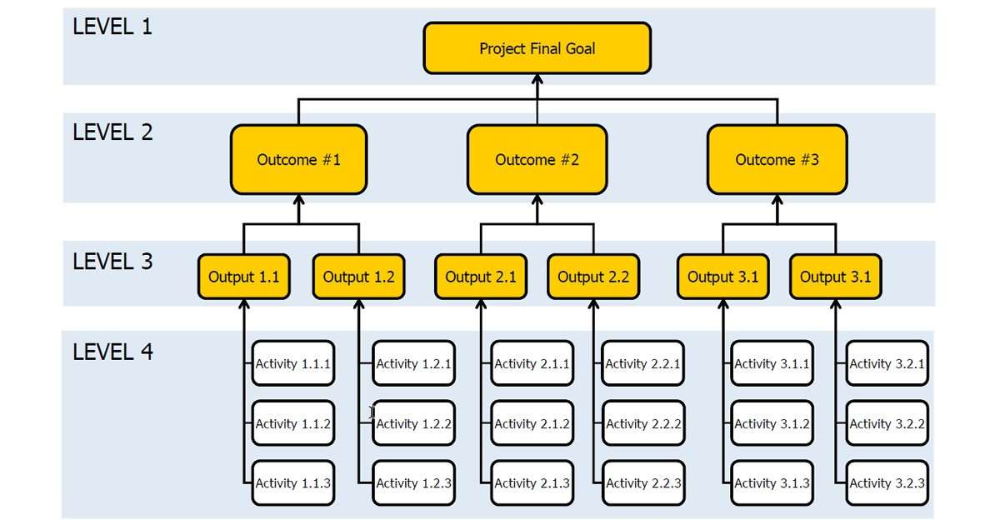 LEVEL 1
Project Final Goal
LEVEL 2
Outcome #1
Outcome #2
Outcome #3
LEVEL 3
Output 1.1
Output 1.2
Output 2.1
Output 2.2
Output 3.1
Output 3.1
LEVEL 4
Activity 1.1.1
Activity 1.2.1
Activity 2.1.1
Activity 2.2.1
Activity 3.1.1
Activity 3.2.1
Activity 1.1.2
Activity 1.2.2
Activity 2.1.2
Activity 2.2.2
Activity 3.1.2
Activity 3.2.2
Activity 1.1.3
Activity 1.2.3
Activity 2.1.3
Activity 2.2.3
Activity 3.1.3
Activity 3.2.3